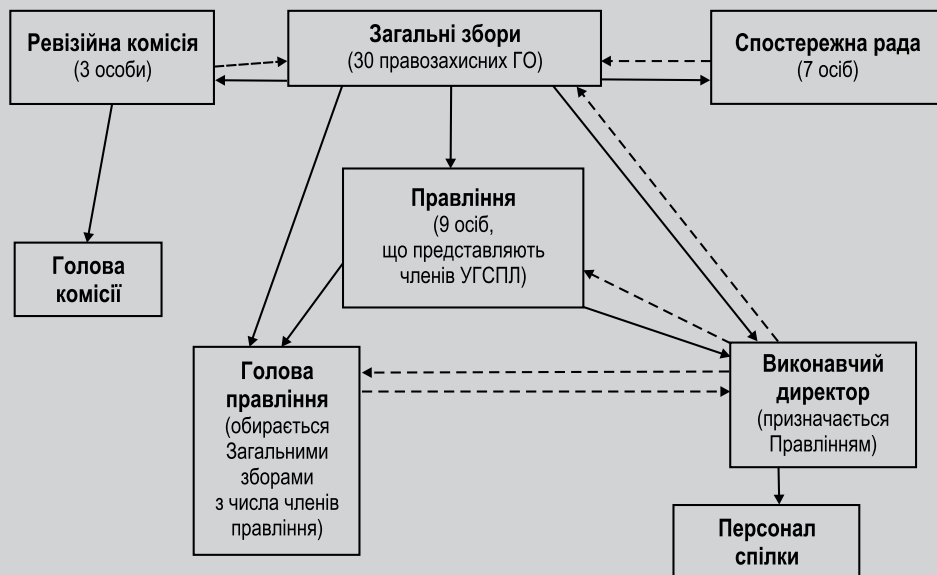 Ревізійна комісія
(3 особи)
Загальні збори
(30 правозахисних ГО)
Спостережна рада
(7 осіб)
Правління
(9 осіб,
що представляють
членів УГСПЛ)
Голова
комісії
Голова
правління
(обирається
Загальними
зборами
з числа членів
правління)
Виконавчий
директор
(призначається
Правлінням)
Персонал
спілки